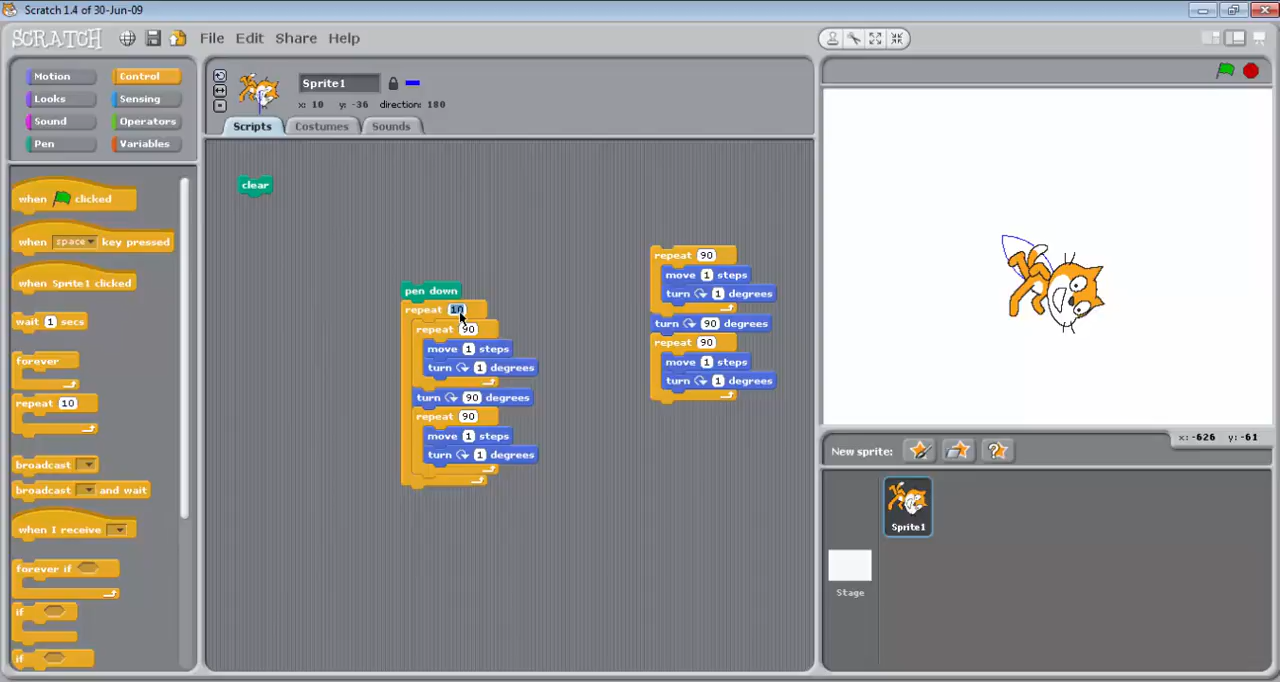 Scratch 1.4 of 30-Jun-09
SCRATCH File Edit Share Help
Motion Control
Looks Sensing
Sound Operators
Pen Variables
when clicked
when space key pressed
when Sprite1 clicked
wait 1 secs
forever
repeat 10
broadcast
broadcast and wait
when I receive
forever if
if
if
Sprite1
x: 10 y: -36 direction: 180
Scripts Costumes Sounds
clear
pen down
repeat 10
repeat 90
move 1 steps
turn 1 degrees
turn 90 degrees
repeat 90
move 1 steps
turn 1 degrees
repeat 90
move 1 steps
turn 1 degrees
turn 90 degrees
repeat 90
move 1 steps
turn 1 degrees
x: -626 y: -61
New sprite:
Sprite1
Stage